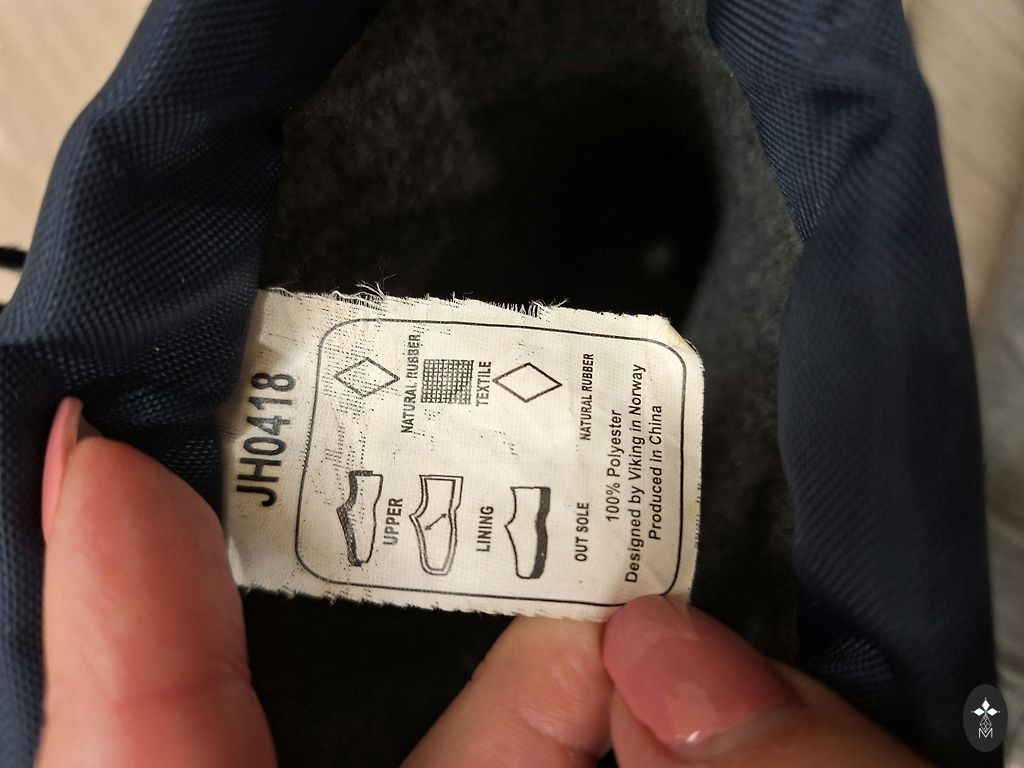 JH0418
UPPER
NATURAL RUBBER
LINING
TEXTILE
OUT SOLE
NATURAL RUBBER
100% Polyester
Designed by Viking in Norway
Produced in China
M